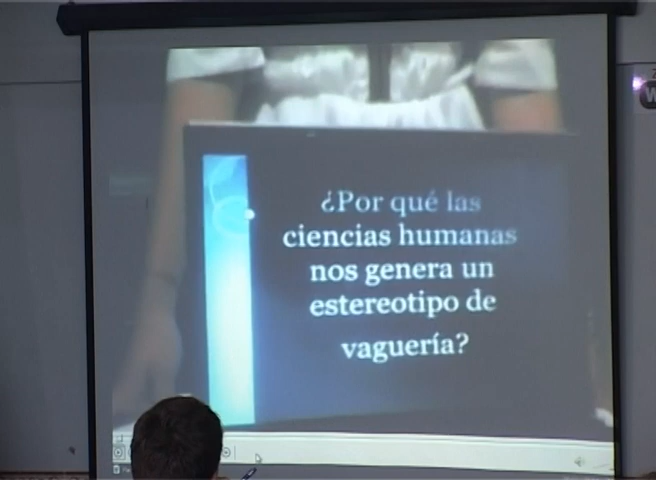 ¿Por qué las
ciencias humanas
nos genera un
estereotipo de
vaguería?